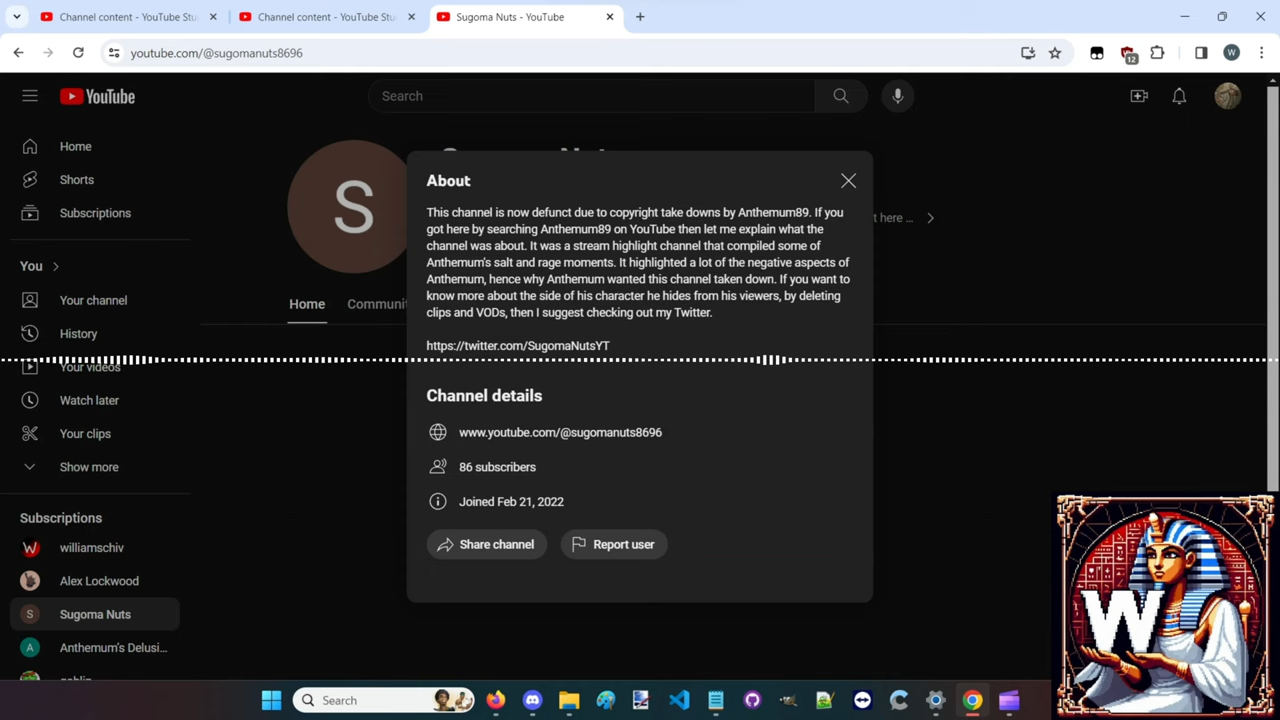 Channel content - YouTube Stu
Channel content - YouTube Stu
Sugoma Nuts - YouTube
youtube.com/@sugomanuts8696
12
W
YouTube
Search
Home
Shorts
Subscriptions
You
Your channel
History
Your videos
Watch later
Your clips
Show more
Subscriptions
williamschiv
Alex Lockwood
S
Sugoma Nuts
A
Anthemum's Delusi...
S
Sugoma Nuts
t here ...
Home
Communi
About
This channel is now defunct due to copyright take downs by Anthemum89. If you
got here by searching Anthemum89 on YouTube then let me explain what the
channel was about. It was a stream highlight channel that compiled some of
Anthemum's salt and rage moments. It highlighted a lot of the negative aspects of
Anthemum, hence why Anthemum wanted this channel taken down. If you want to
know more about the side of his character he hides from his viewers, by deleting
clips and VODs, then I suggest checking out my Twitter.
https://twitter.com/SugomaNutsYT
Channel details
www.youtube.com/@sugomanuts8696
86 subscribers
Joined Feb 21, 2022
Share channel
Report user
W
Search